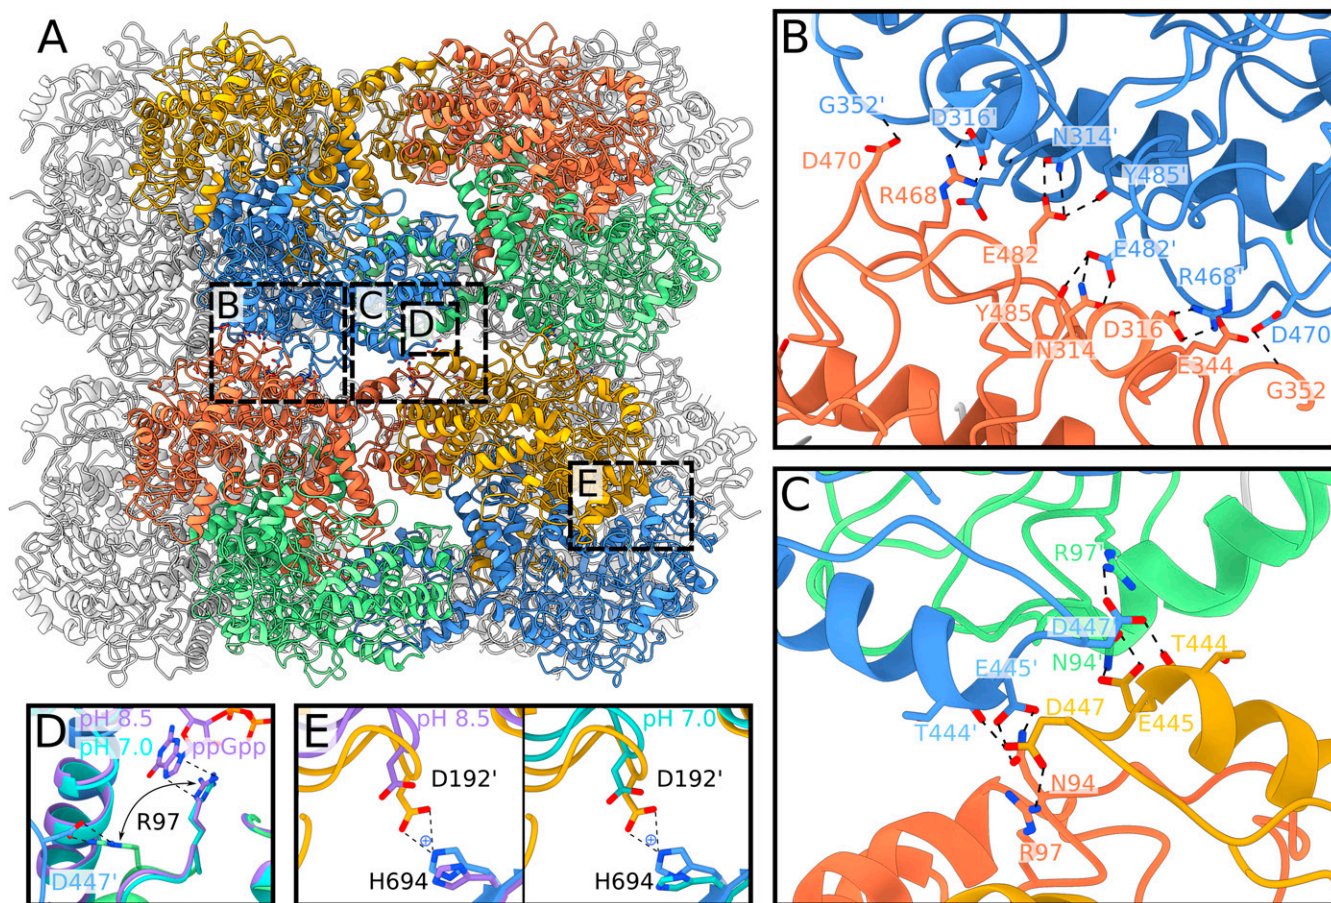 A
B
C
D
E
B
G352'
D316'
N314'
D470
R468
Y485'
E482
E482'
R468'
Y485
D316
D470'
N314
E344
G352
C
R97'
D447'
T444
N94'
E445'
D447
E445
T444'
N94
R97
D
pH 8.5
pH 7.0
ppGpp
R97
D447'
E
pH 8.5
D192'
H694
pH 7.0
D192'
H694